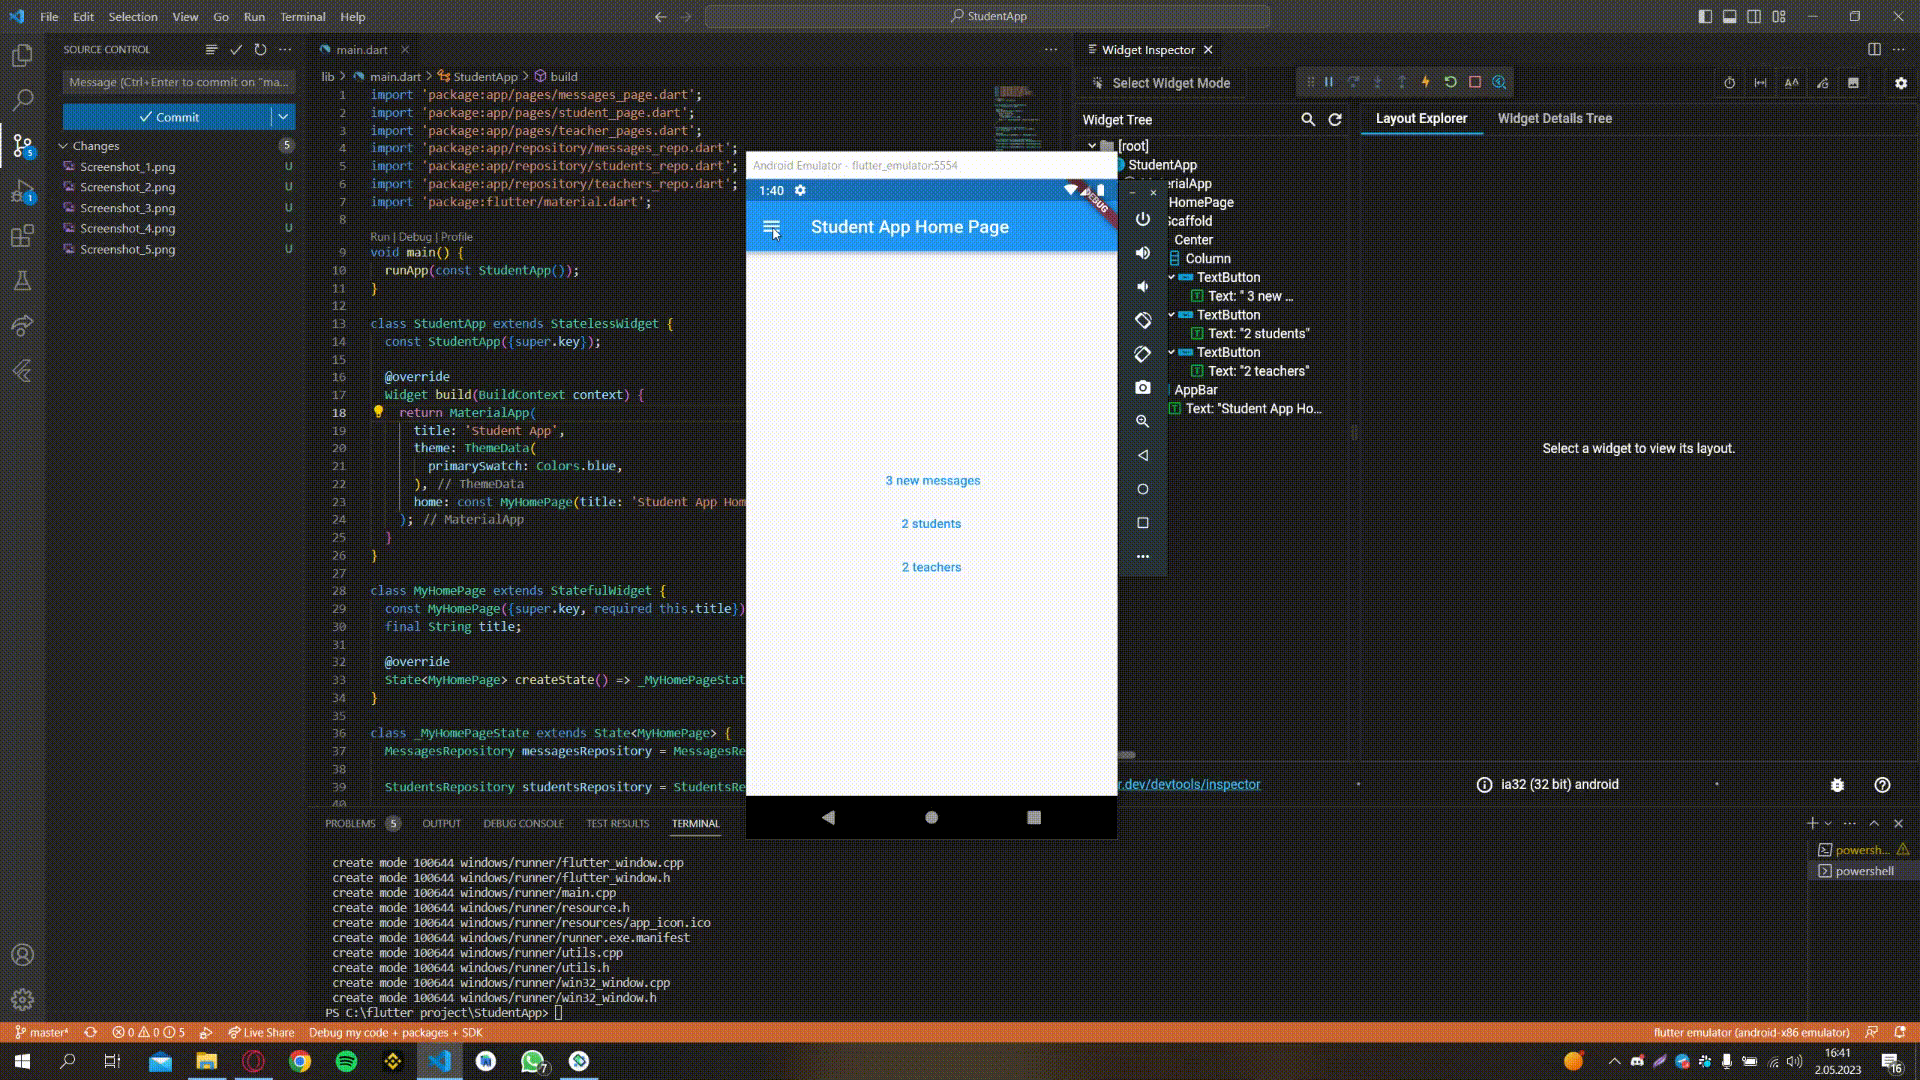 File Edit Selection View Go Run Terminal Help
StudentApp
SOURCE CONTROL
Message (Ctrl+Enter to commit on "ma...
Commit
Changes 5
Screenshot_1.png U
Screenshot_2.png U
Screenshot_3.png U
Screenshot_4.png U
Screenshot_5.png U
5
1
main.dart
lib > main.dart > StudentApp > build
1 import 'package:app/pages/messages_page.dart';
2 import 'package:app/pages/student_page.dart';
3 import 'package:app/pages/teacher_pages.dart';
4 import 'package:app/repository/messages_repo.dart';
5 import 'package:app/repository/students_repo.dart';
6 import 'package:app/repository/teachers_repo.dart';
7 import 'package:flutter/material.dart';
8
Run | Debug | Profile
9 void main() {
10 runApp(const StudentApp());
11 }
12
13 class StudentApp extends StatelessWidget {
14 const StudentApp({super.key});
15
16 @override
17 Widget build(BuildContext context) {
18 return MaterialApp(
19 title: 'Student App',
20 theme: ThemeData(
21 primarySwatch: Colors.blue,
22 ), // ThemeData
23 home: const MyHomePage(title: 'Student App Hom
24 ); // MaterialApp
25 }
26 }
27
28 class MyHomePage extends StatefulWidget {
29 const MyHomePage({super.key, required this.title})
30 final String title;
31
32 @override
33 State<MyHomePage> createState() => _MyHomePageStat
34 }
35
36 class _MyHomePageState extends State<MyHomePage> {
37 MessagesRepository messagesRepository = MessagesRe
38
39 StudentsRepository studentsRepository = StudentsRe
40
Android Emulator - flutter_emulator:5554
1:40
DEBUG
Student App Home Page
3 new messages
2 students
2 teachers
Widget Inspector
Select Widget Mode
Widget Tree
[root]
StudentApp
erialApp
HomePage
Scaffold
Center
Column
TextButton
Text: " 3 new ...
TextButton
Text: "2 students"
TextButton
Text: "2 teachers"
AppBar
Text: "Student App Ho...
Layout Explorer Widget Details Tree
Select a widget to view its layout.
r.dev/devtools/inspector
ia32 (32 bit) android
PROBLEMS 5 OUTPUT DEBUG CONSOLE TEST RESULTS TERMINAL
create mode 100644 windows/runner/flutter_window.cpp
create mode 100644 windows/runner/flutter_window.h
create mode 100644 windows/runner/main.cpp
create mode 100644 windows/runner/resource.h
create mode 100644 windows/runner/resources/app_icon.ico
create mode 100644 windows/runner/runner.exe.manifest
create mode 100644 windows/runner/utils.cpp
create mode 100644 windows/runner/utils.h
create mode 100644 windows/runner/win32_window.cpp
create mode 100644 windows/runner/win32_window.h
PS C:\flutter project\StudentApp>
powersh...
powershell
master* 0 0 5 Live Share Debug my code + packages + SDK
flutter emulator (android-x86 emulator)
7
16:41
2.05.2023
16